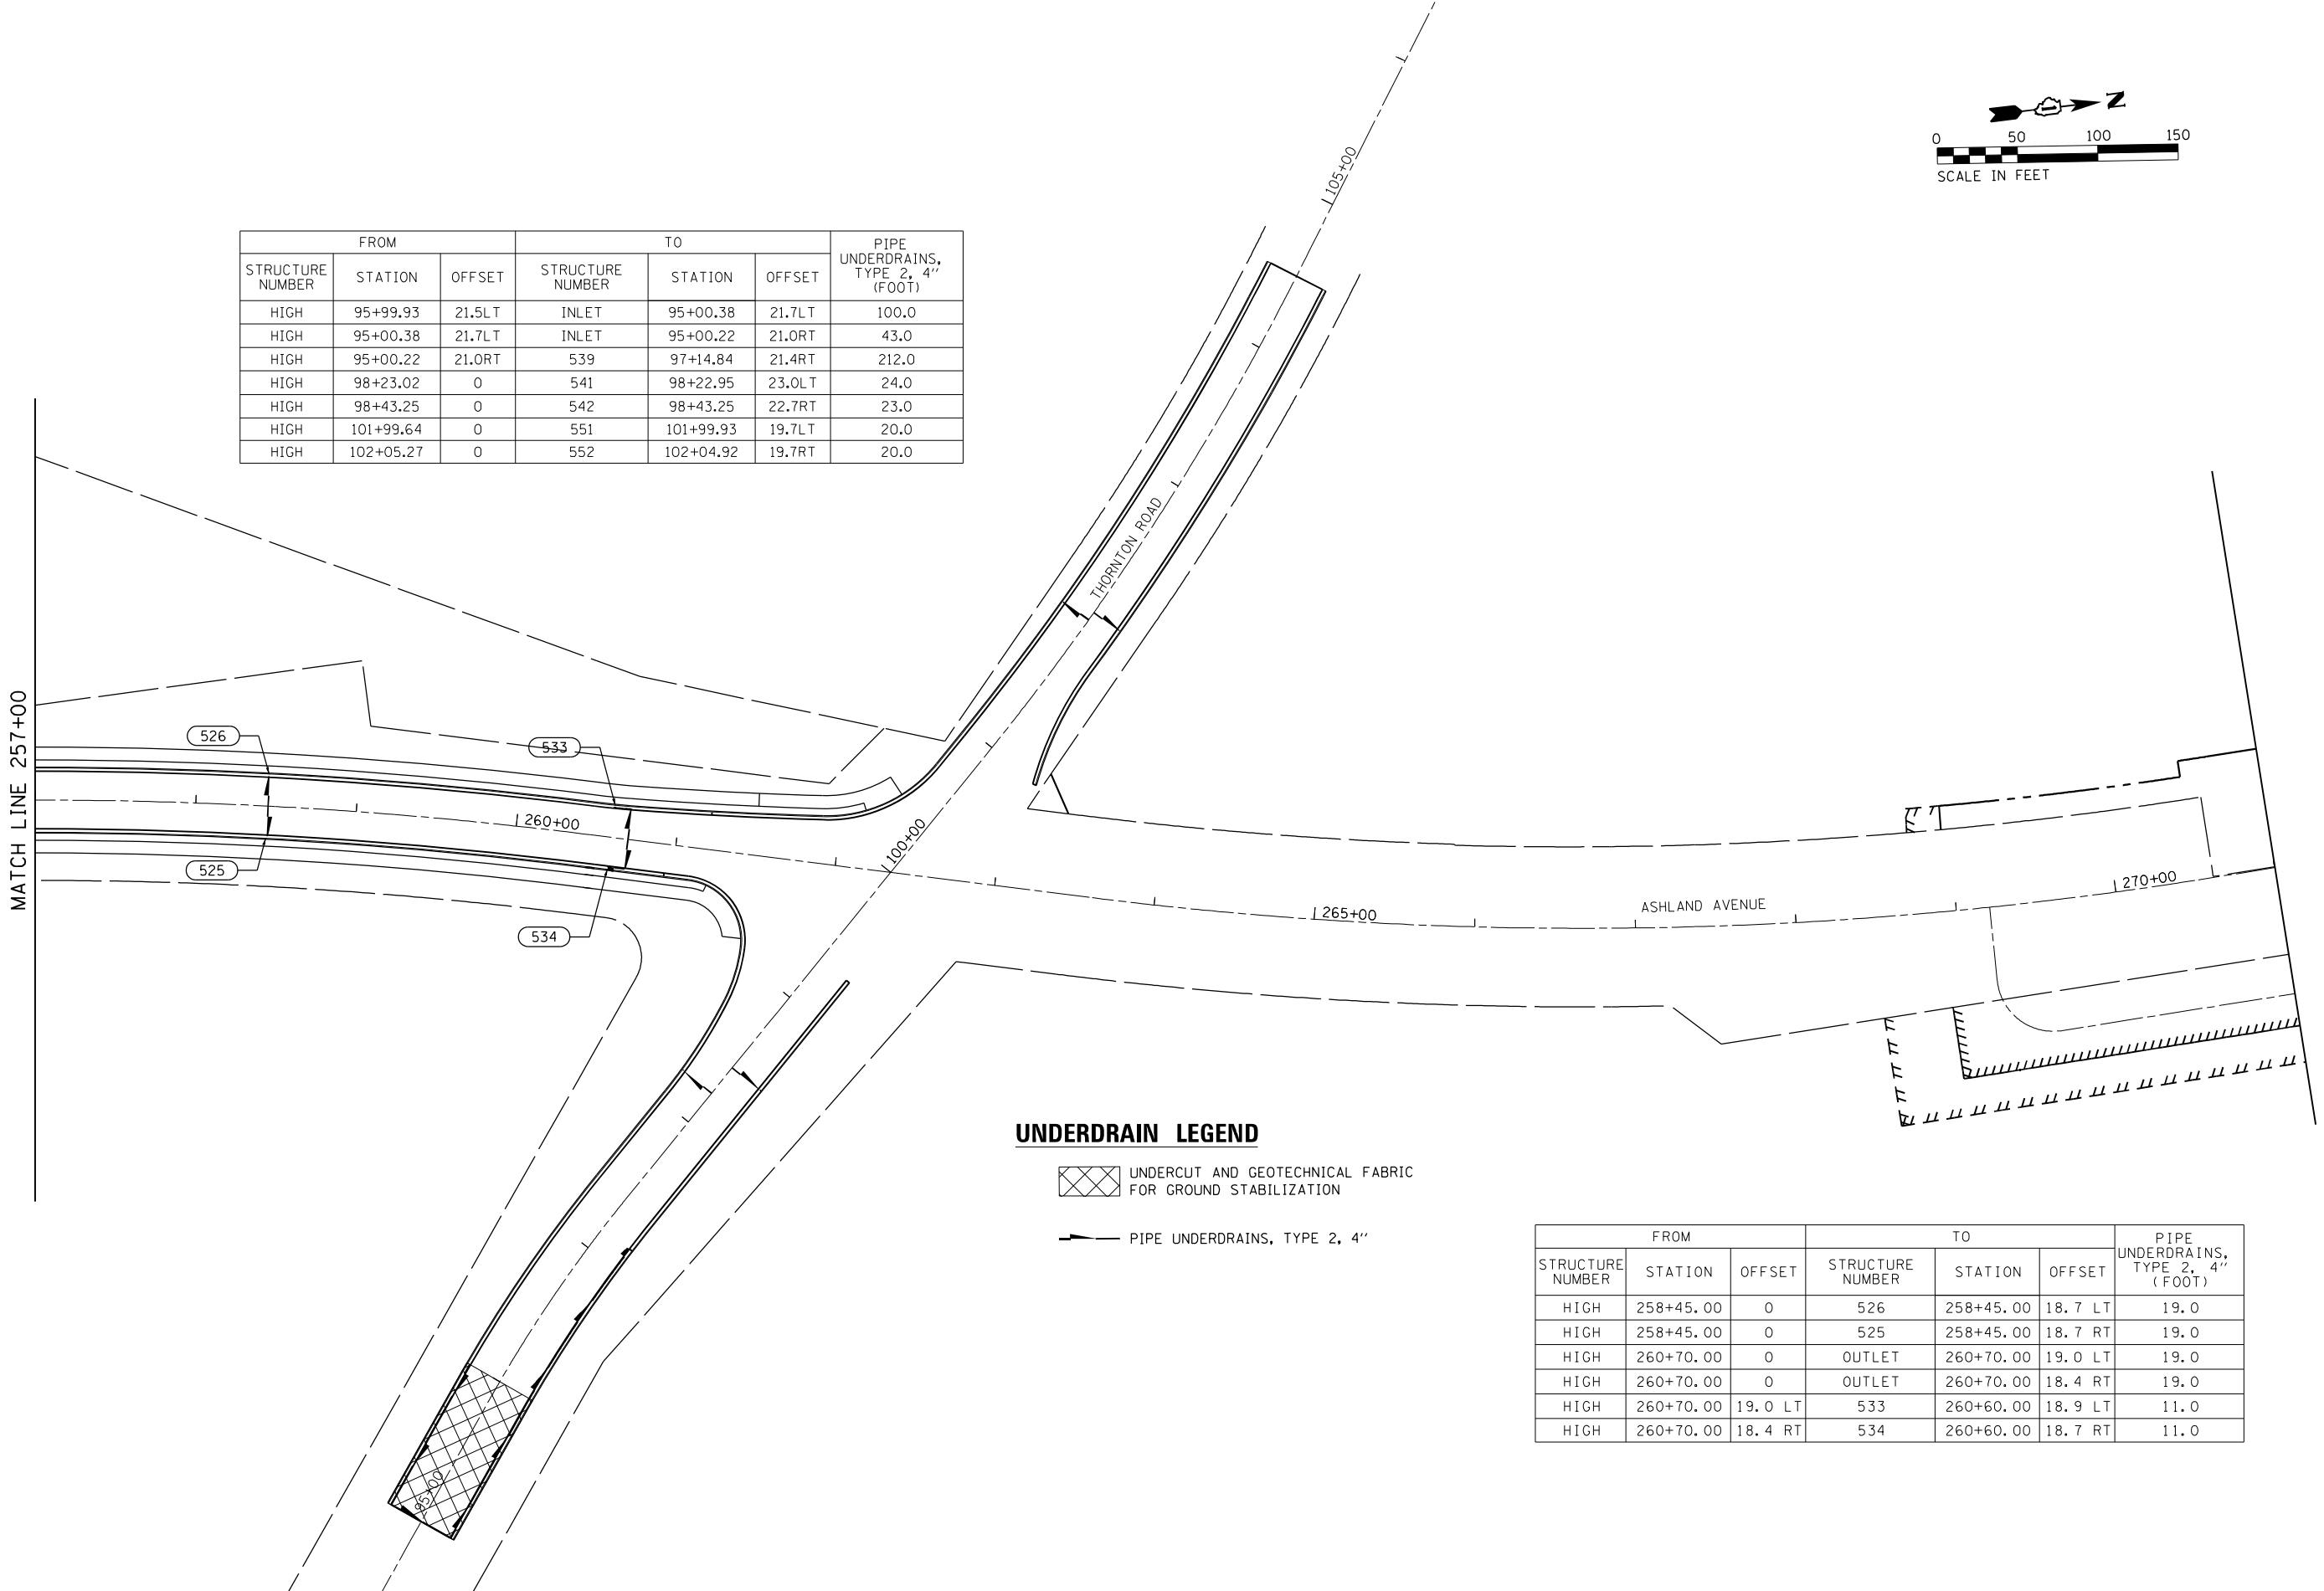 105+00
N
0 50 100 150
SCALE IN FEET
FROM TO PIPE UNDERDRAINS, TYPE 2, 4" (FOOT)
STRUCTURE NUMBER STATION OFFSET STRUCTURE NUMBER STATION OFFSET
HIGH 95+99.93 21.5LT INLET 95+00.38 21.7LT 100.0
HIGH 95+00.38 21.7LT INLET 95+00.22 21.0RT 43.0
HIGH 95+00.22 21.0RT 539 97+14.84 21.4RT 212.0
HIGH 98+23.02 0 541 98+22.95 23.0LT 24.0
HIGH 98+43.25 0 542 98+43.25 22.7RT 23.0
HIGH 101+99.64 0 551 101+99.93 19.7LT 20.0
HIGH 102+05.27 0 552 102+04.92 19.7RT 20.0
THORNTON ROAD
MATCH LINE 257+00
526
533
260+00
525
534
100+00
265+00
ASHLAND AVENUE
270+00
95+00
UNDERDRAIN LEGEND
UNDERCUT AND GEOTECHNICAL FABRIC
FOR GROUND STABILIZATION
PIPE UNDERDRAINS, TYPE 2, 4"
FROM TO PIPE UNDERDRAINS, TYPE 2, 4" (FOOT)
STRUCTURE NUMBER STATION OFFSET STRUCTURE NUMBER STATION OFFSET
HIGH 258+45.00 0 526 258+45.00 18.7 LT 19.0
HIGH 258+45.00 0 525 258+45.00 18.7 RT 19.0
HIGH 260+70.00 0 OUTLET 260+70.00 19.0 LT 19.0
HIGH 260+70.00 0 OUTLET 260+70.00 18.4 RT 19.0
HIGH 260+70.00 19.0 LT 533 260+60.00 18.9 LT 11.0
HIGH 260+70.00 18.4 RT 534 260+60.00 18.7 RT 11.0